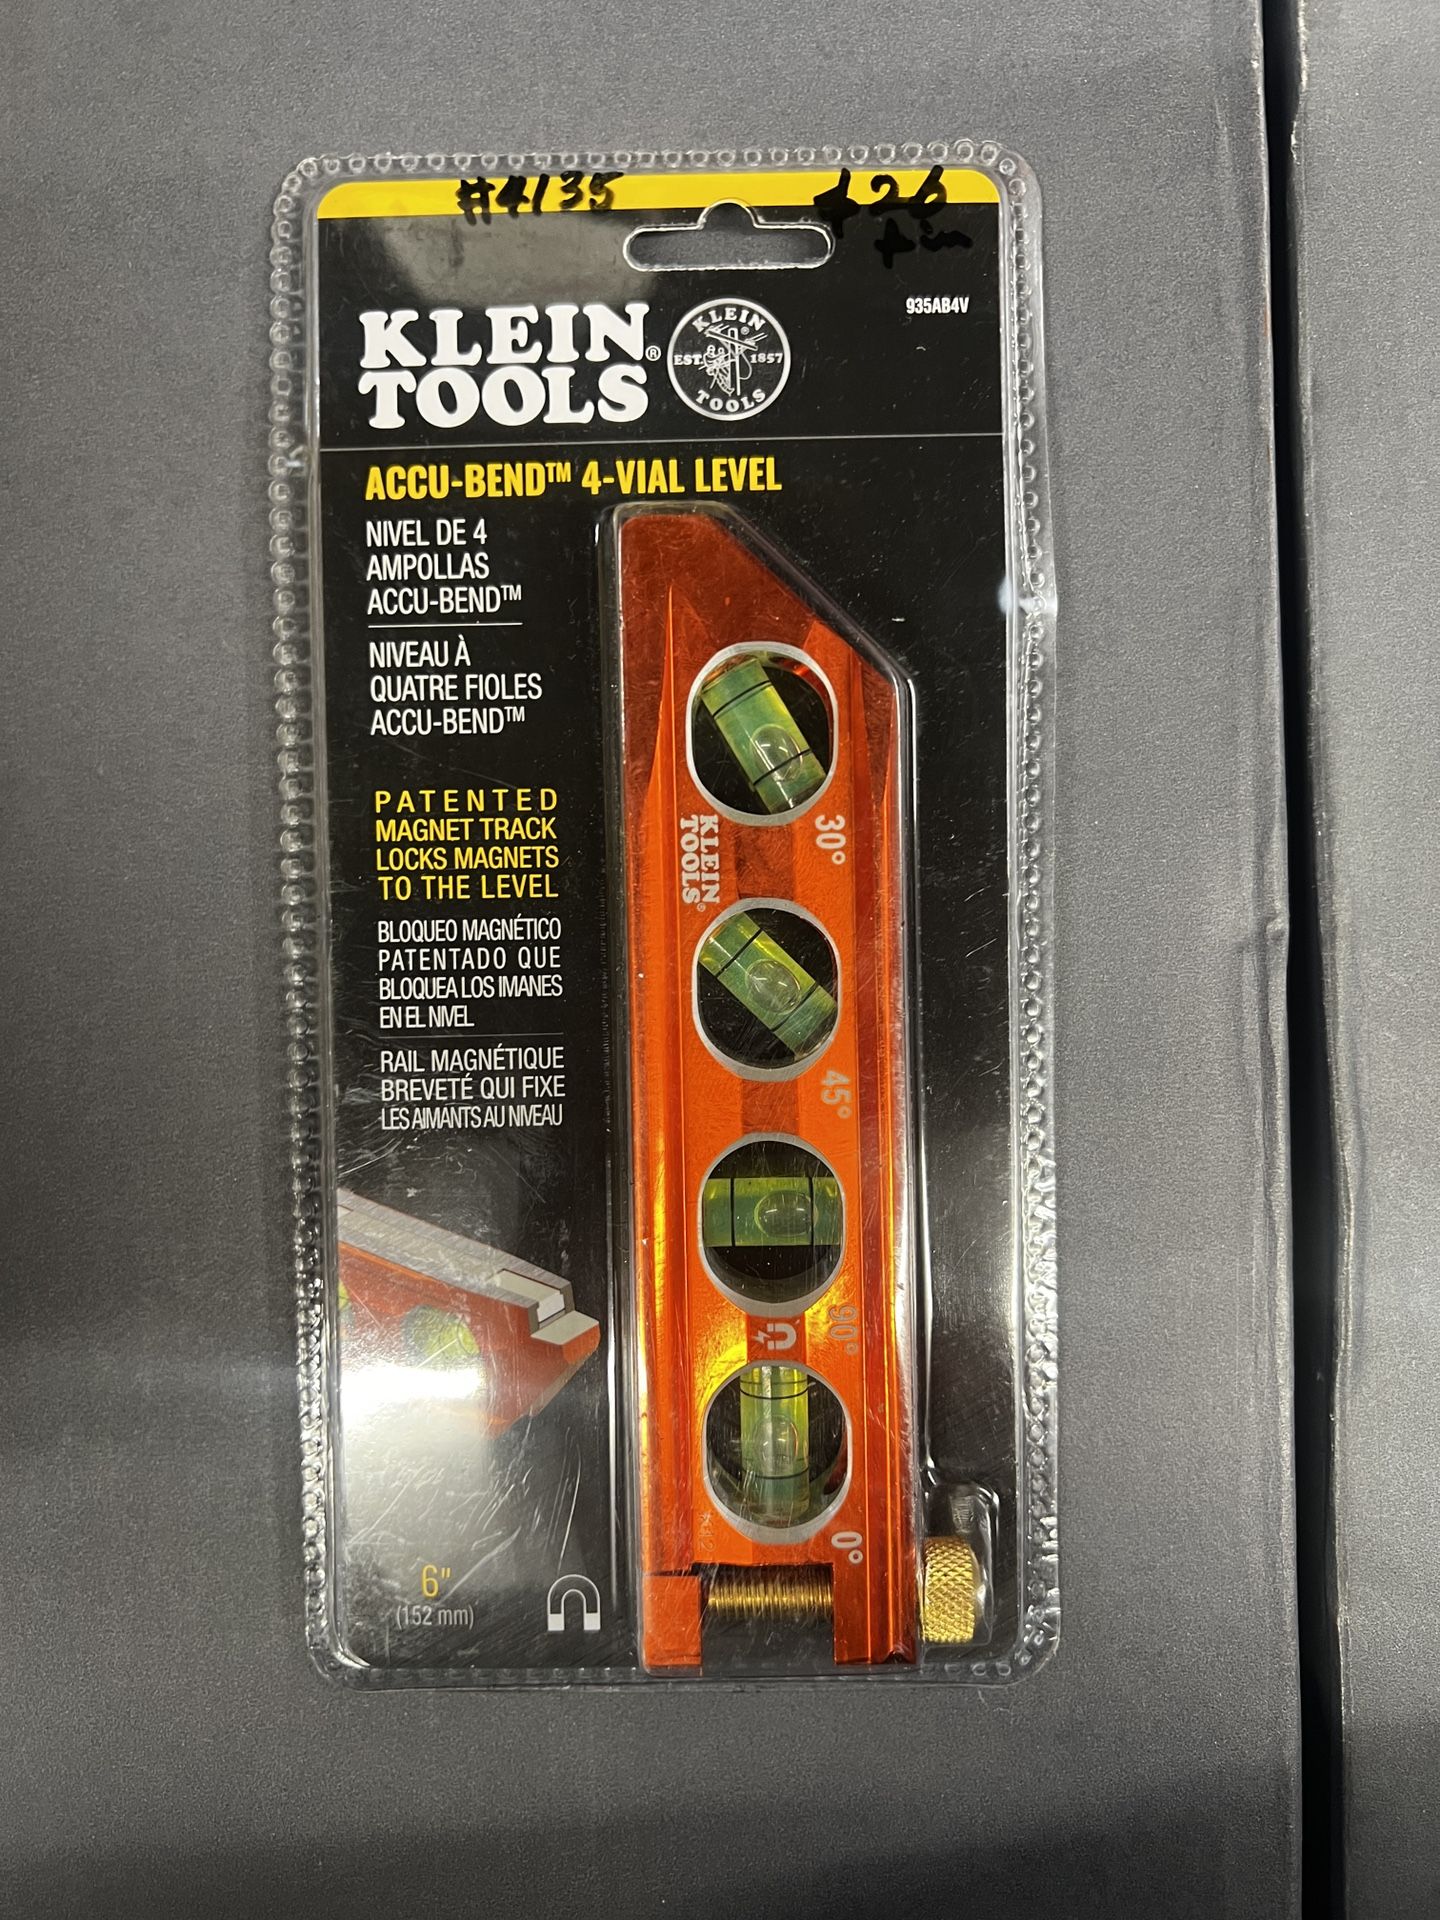 #4135
$26
+ tax
935AB4V
KLEIN
TOOLS®
KLEIN
EST. 1857
TOOLS
ACCU-BEND™ 4-VIAL LEVEL
NIVEL DE 4
AMPOLLAS
ACCU-BEND™
NIVEAU À
QUATRE FIOLES
ACCU-BEND™
PATENTED
MAGNET TRACK
LOCKS MAGNETS
TO THE LEVEL
BLOQUEO MAGNÉTICO
PATENTADO QUE
BLOQUEA LOS IMANES
EN EL NIVEL
RAIL MAGNÉTIQUE
BREVETÉ QUI FIXE
LES AIMANTS AU NIVEAU
6"
(152 mm)
30°
KLEIN
TOOLS®
45°
90°
0°